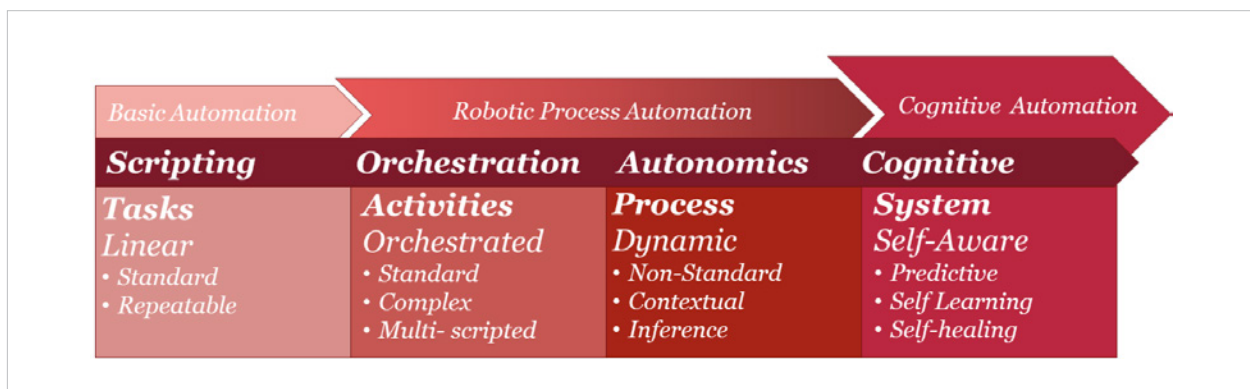 Basic Automation
Robotic Process Automation
Cognitive Automation
Scripting
Orchestration
Autonomics
Cognitive
Tasks
Linear
• Standard
• Repeatable
Activities
Orchestrated
• Standard
• Complex
• Multi- scripted
Process
Dynamic
• Non-Standard
• Contextual
• Inference
System
Self-Aware
• Predictive
• Self Learning
• Self-healing